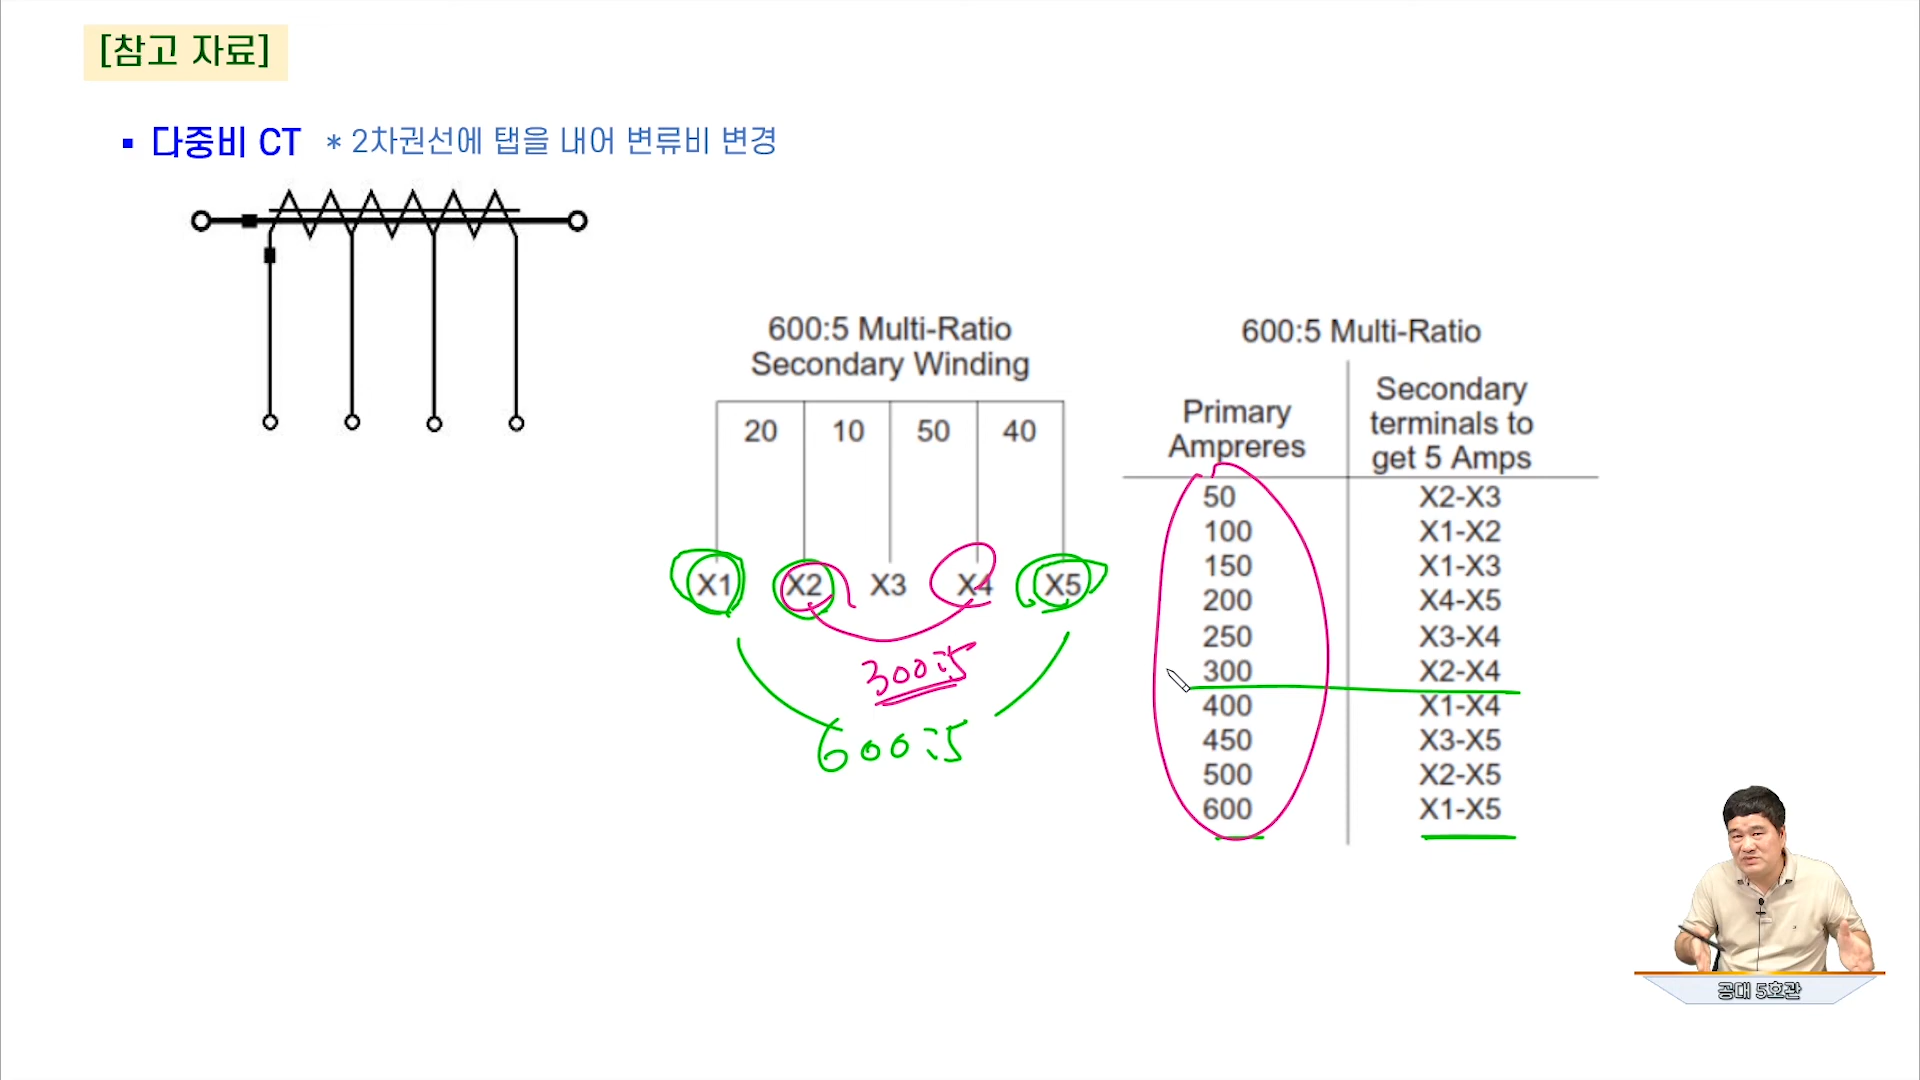 [참고 자료]
▪ 다중비 CT * 2차권선에 탭을 내어 변류비 변경
600:5 Multi-Ratio
Secondary Winding
20 10 50 40
X1 X2 X3 X4 X5
300:5
600:5
600:5 Multi-Ratio
Primary
Ampreres
Secondary
terminals to
get 5 Amps
50 X2-X3
100 X1-X2
150 X1-X3
200 X4-X5
250 X3-X4
300 X2-X4
400 X1-X4
450 X3-X5
500 X2-X5
600 X1-X5
공대 5호관